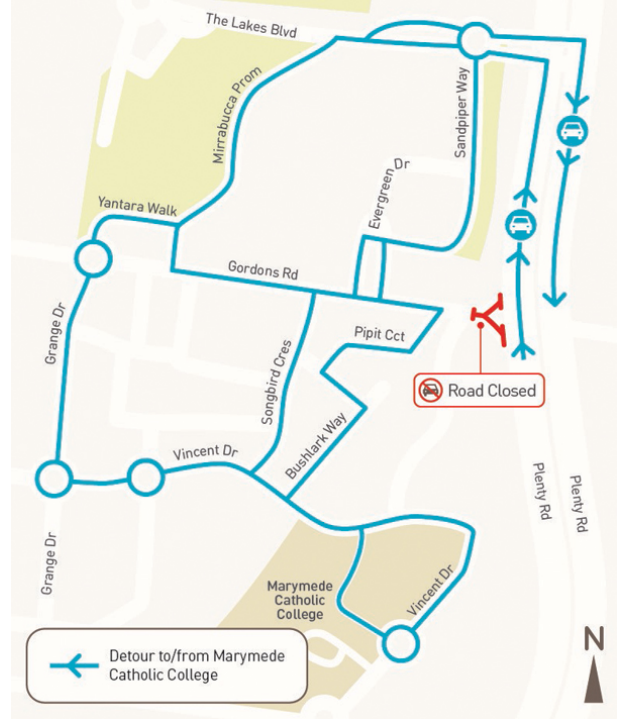 The Lakes Blvd
Mirrabucca Prom
Sandpiper Way
Evergreen Dr
Yantara Walk
Gordons Rd
Grange Dr
Pipit Cct
Songbird Cres
Road Closed
Bushlark Way
Vincent Dr
Plenty Rd
Plenty Rd
Grange Dr
Marymede
Catholic
College
Vincent Dr
N
Detour to/from Marymede
Catholic College